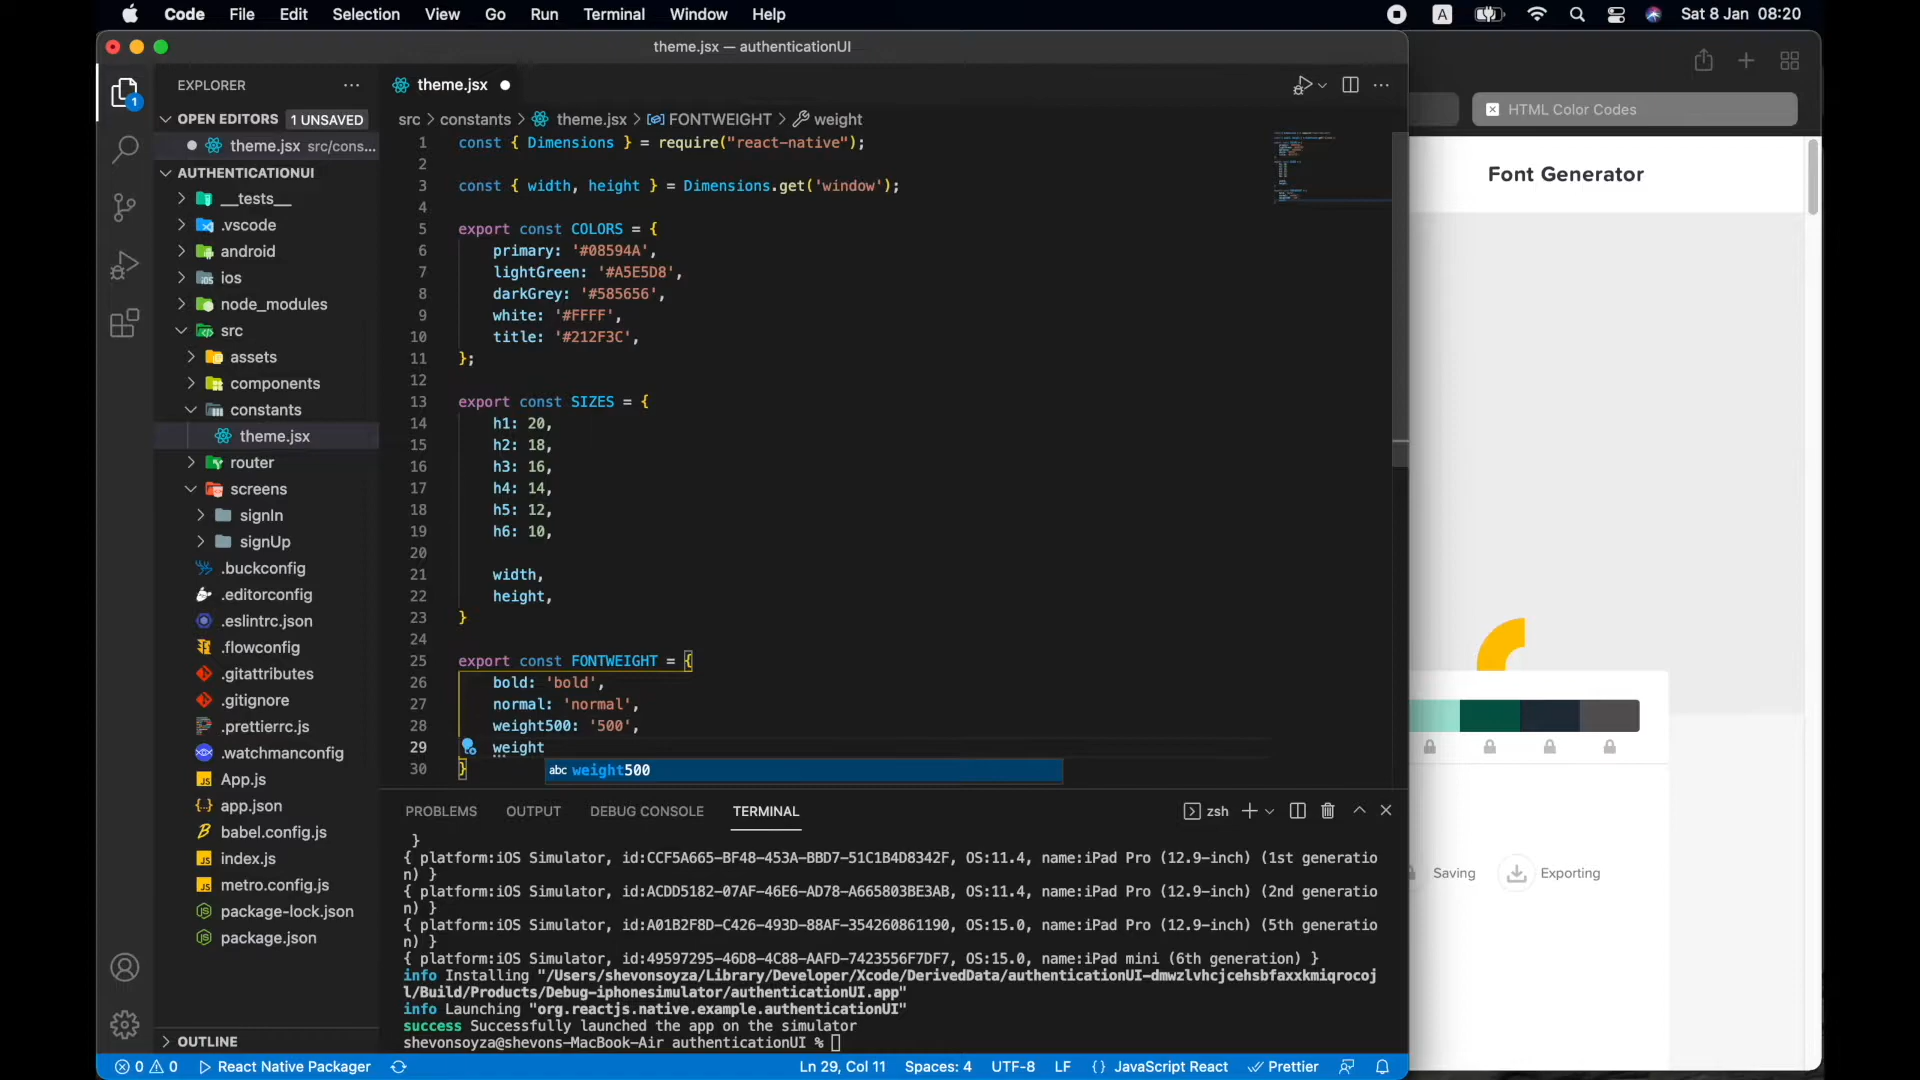 Code File Edit Selection View Go Run Terminal Window Help
A Sat 8 Jan 08:20
theme.jsx — authenticationUI
EXPLORER
OPEN EDITORS 1 UNSAVED
theme.jsx src/cons...
AUTHENTICATIONUI
__tests__
.vscode
android
ios
node_modules
src
assets
components
constants
theme.jsx
router
screens
signIn
signUp
.buckconfig
.editorconfig
.eslintrc.json
.flowconfig
.gitattributes
.gitignore
.prettierrc.js
.watchmanconfig
App.js
app.json
babel.config.js
index.js
metro.config.js
package-lock.json
package.json
OUTLINE
1
theme.jsx
src > constants > theme.jsx > FONTWEIGHT > weight
1 const { Dimensions } = require("react-native");
2
3 const { width, height } = Dimensions.get('window');
4
5 export const COLORS = {
6 primary: '#08594A',
7 lightGreen: '#A5E5D8',
8 darkGrey: '#585656',
9 white: '#FFFF',
10 title: '#212F3C',
11 };
12
13 export const SIZES = {
14 h1: 20,
15 h2: 18,
16 h3: 16,
17 h4: 14,
18 h5: 12,
19 h6: 10,
20
21 width,
22 height,
23 }
24
25 export const FONTWEIGHT = {
26 bold: 'bold',
27 normal: 'normal',
28 weight500: '500',
29 weight
30 }
abc weight500
PROBLEMS OUTPUT DEBUG CONSOLE TERMINAL
zsh
}
{ platform:iOS Simulator, id:CCF5A665-BF48-453A-BBD7-51C1B4D8342F, OS:11.4, name:iPad Pro (12.9-inch) (1st generatio
n) }
{ platform:iOS Simulator, id:ACDD5182-07AF-46E6-AD78-A665803BE3AB, OS:11.4, name:iPad Pro (12.9-inch) (2nd generatio
n) }
{ platform:iOS Simulator, id:A01B2F8D-C426-493D-88AF-354260861190, OS:15.0, name:iPad Pro (12.9-inch) (5th generatio
n) }
{ platform:iOS Simulator, id:49597295-46D8-4C88-AAFD-7423556F7DF7, OS:15.0, name:iPad mini (6th generation) }
info Installing "/Users/shevonsoyza/Library/Developer/Xcode/DerivedData/authenticationUI-dmwzlvhcjcehsbfaxxkmiqrocoj
l/Build/Products/Debug-iphonesimulator/authenticationUI.app"
info Launching "org.reactjs.native.example.authenticationUI"
success Successfully launched the app on the simulator
shevonsoyza@shevons-MacBook-Air authenticationUI %
0 0 React Native Packager
Ln 29, Col 11 Spaces: 4 UTF-8 LF {} JavaScript React Prettier
HTML Color Codes
Font Generator
Saving
Exporting